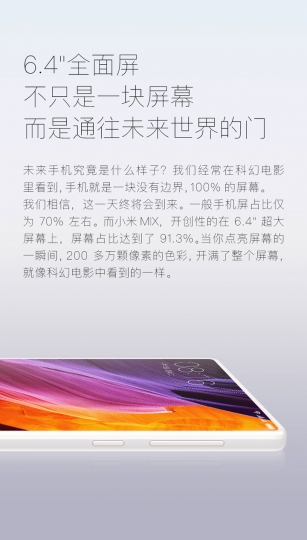 6.4"全面屏
不只是一块屏幕
而是通往未来世界的门
未来手机究竟是什么样子？我们经常在科幻电影
里看到，手机就是一块没有边界，100% 的屏幕。
我们相信，这一天终将会到来。一般手机屏占比仅
为 70% 左右。而小米MIX，开创性的在 6.4" 超大
屏幕上，屏幕占比达到了 91.3%。当你点亮屏幕的
一瞬间，200 多万颗像素的色彩，开满了整个屏幕，
就像科幻电影中看到的一样。